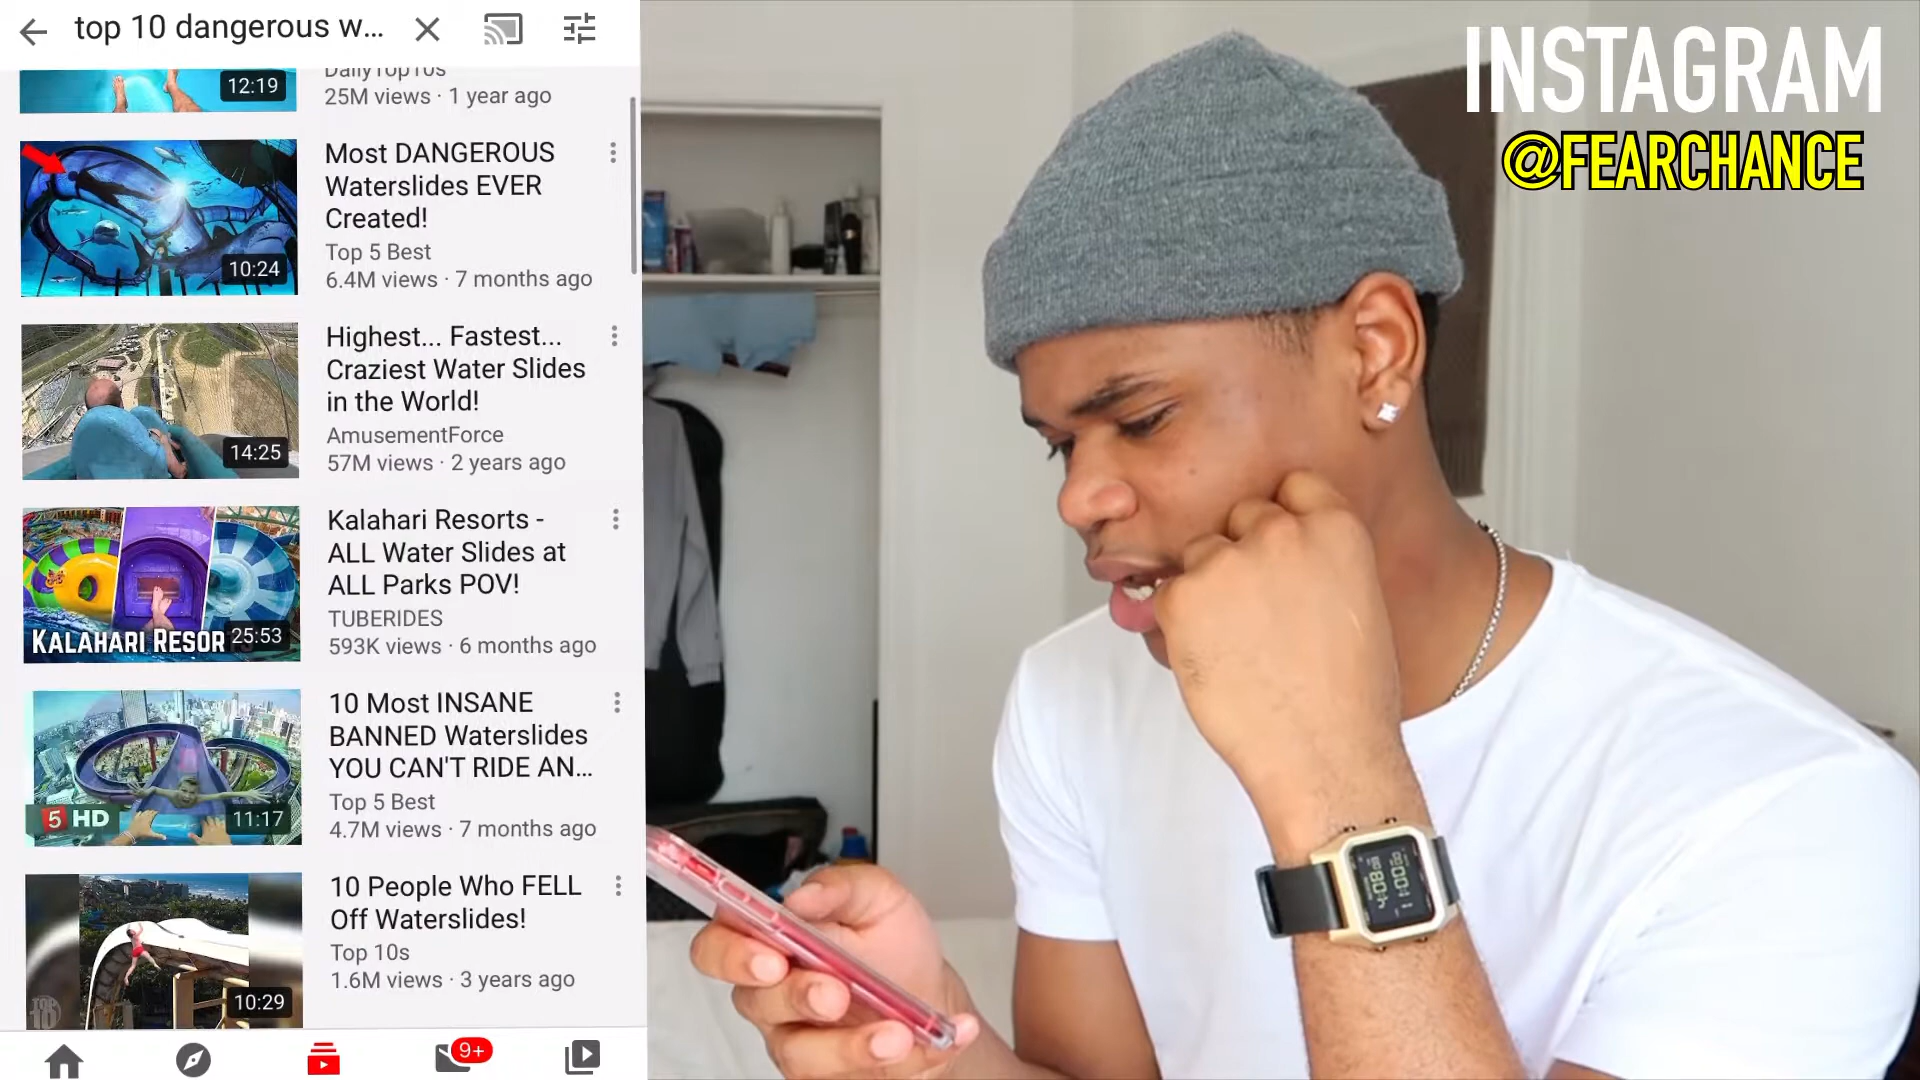 top 10 dangerous w...
12:19
DailyTop10s
25M views · 1 year ago
10:24
Most DANGEROUS
Waterslides EVER
Created!
Top 5 Best
6.4M views · 7 months ago
14:25
Highest... Fastest...
Craziest Water Slides
in the World!
AmusementForce
57M views · 2 years ago
KALAHARI RESOR
25:53
Kalahari Resorts -
ALL Water Slides at
ALL Parks POV!
TUBERIDES
593K views · 6 months ago
5 HD
11:17
10 Most INSANE
BANNED Waterslides
YOU CAN'T RIDE AN...
Top 5 Best
4.7M views · 7 months ago
TOP
10
10:29
10 People Who FELL
Off Waterslides!
Top 10s
1.6M views · 3 years ago
9+
INSTAGRAM
@FEARCHANCE
4:08